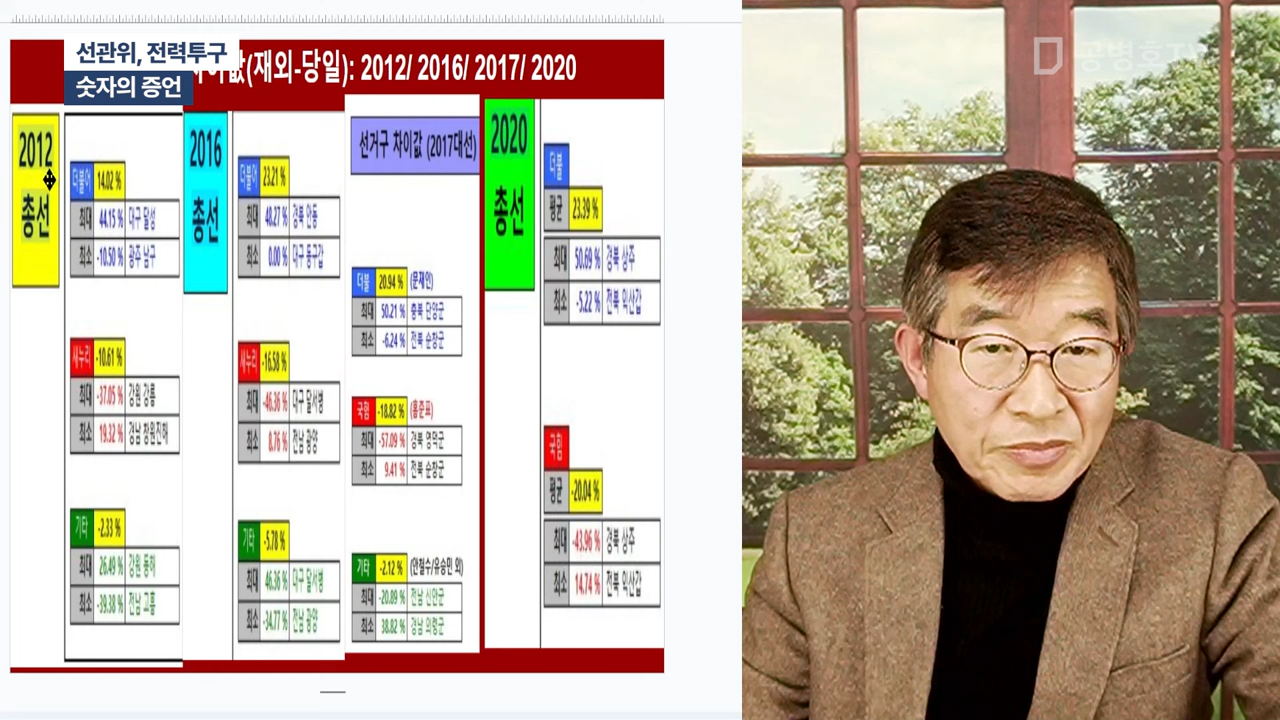 선관위, 전력투구
숫자의 증언
값(재외-당일): 2012/ 2016/ 2017/ 2020
공병호TV
2012
총선
14.02 %
최대 44.15 % 대구 달성
최소 -10.50 % 광주 남구
새누리 -10.61 %
최대 -37.05 % 강원 강릉
최소 19.32 % 경남 창원진해
기타 -2.33 %
최대 26.49 % 강원 동해
최소 -39.38 % 전남 고흥
2016
총선
23.21 %
최대 48.27 % 경북 안동
최소 0.00 % 대구 동구갑
새누리 -16.58 %
최대 -46.36 % 대구 달서병
최소 8.76 % 전남 광양
기타 -5.78 %
최대 46.36 % 대구 달서병
최소 -34.77 % 전남 광양
선거구 차이값 (2017대선)
더불 20.94 % (문재인)
최대 50.21 % 충북 단양군
최소 -6.24 % 전북 순창군
국힘 -18.82 % (홍준표)
최대 -57.09 % 경북 영덕군
최소 9.41 % 전북 순창군
기타 -2.12 % (안철수/유승민 외)
최대 -20.89 % 전남 신안군
최소 38.82 % 경남 의령군
2020
총선
더불
평균 23.39 %
최대 50.69 % 경북 상주
최소 -5.22 % 전북 익산갑
국힘
평균 -20.04 %
최대 -43.96 % 경북 상주
최소 14.74 % 전북 익산갑